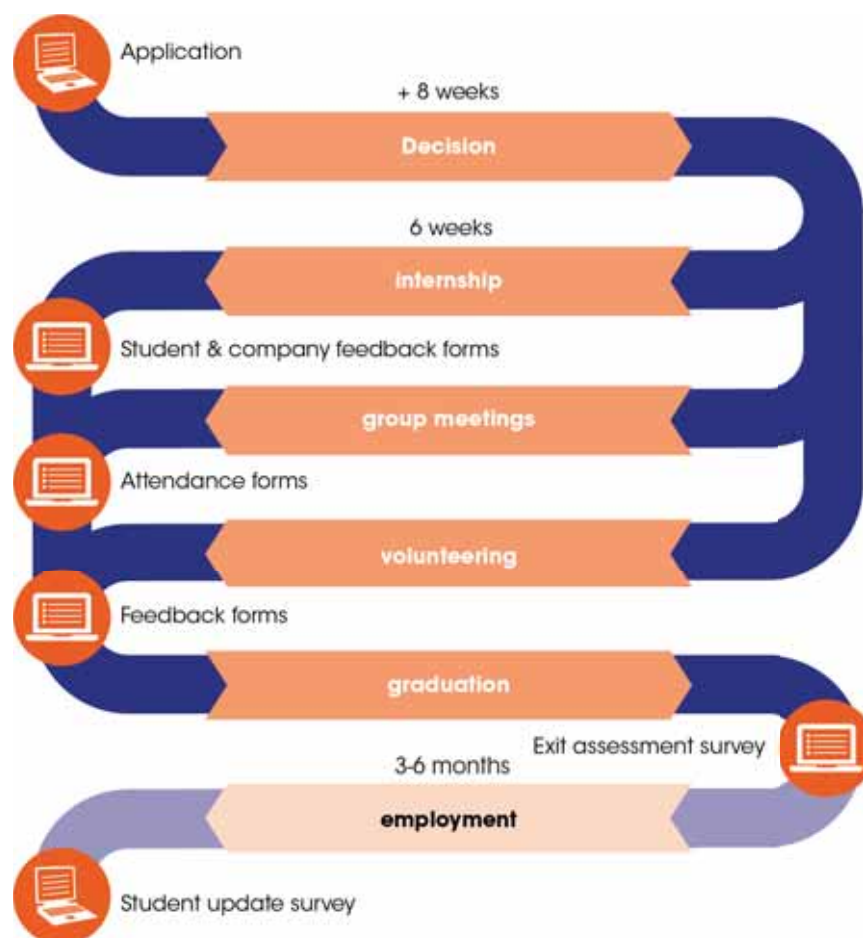 Application
+ 8 weeks
Decision
6 weeks
internship
Student & company feedback forms
group meetings
Attendance forms
volunteering
Feedback forms
graduation
Exit assessment survey
3-6 months
employment
Student update survey